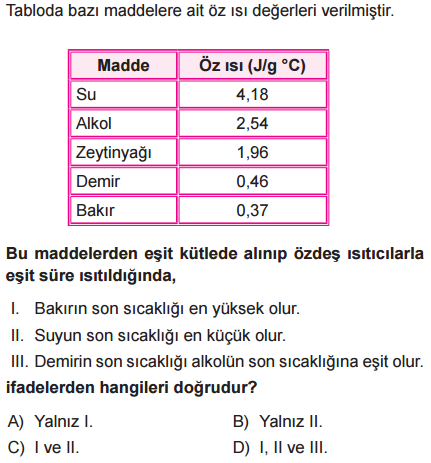 Tabloda bazı maddelere ait öz ısı değerleri verilmiştir.
Madde Öz ısı (J/g °C)
Su 4,18
Alkol 2,54
Zeytinyağı 1,96
Demir 0,46
Bakır 0,37
Bu maddelerden eşit kütlede alınıp özdeş ısıtıcılarla
eşit süre ısıtıldığında,
I. Bakırın son sıcaklığı en yüksek olur.
II. Suyun son sıcaklığı en küçük olur.
III. Demirin son sıcaklığı alkolün son sıcaklığına eşit olur.
ifadelerden hangileri doğrudur?
A) Yalnız I. B) Yalnız II.
C) I ve II. D) I, II ve III.